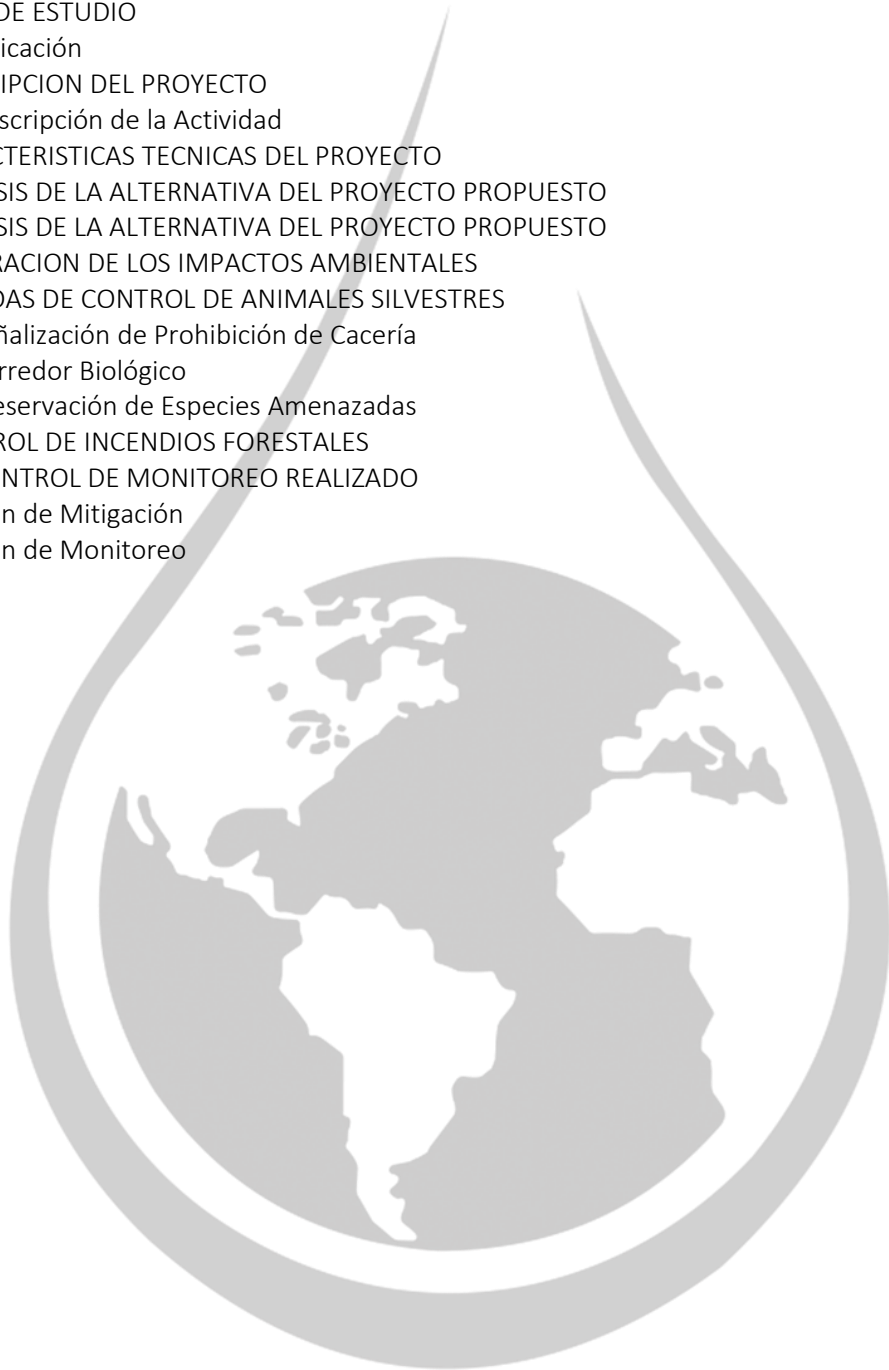 DE ESTUDIO
icación
IPCION DEL PROYECTO
scripción de la Actividad
CTERISTICAS TECNICAS DEL PROYECTO
SIS DE LA ALTERNATIVA DEL PROYECTO PROPUESTO
SIS DE LA ALTERNATIVA DEL PROYECTO PROPUESTO
RACION DE LOS IMPACTOS AMBIENTALES
DAS DE CONTROL DE ANIMALES SILVESTRES
ñalización de Prohibición de Cacería
rredor Biológico
eservación de Especies Amenazadas
ROL DE INCENDIOS FORESTALES
NTROL DE MONITOREO REALIZADO
n de Mitigación
n de Monitoreo